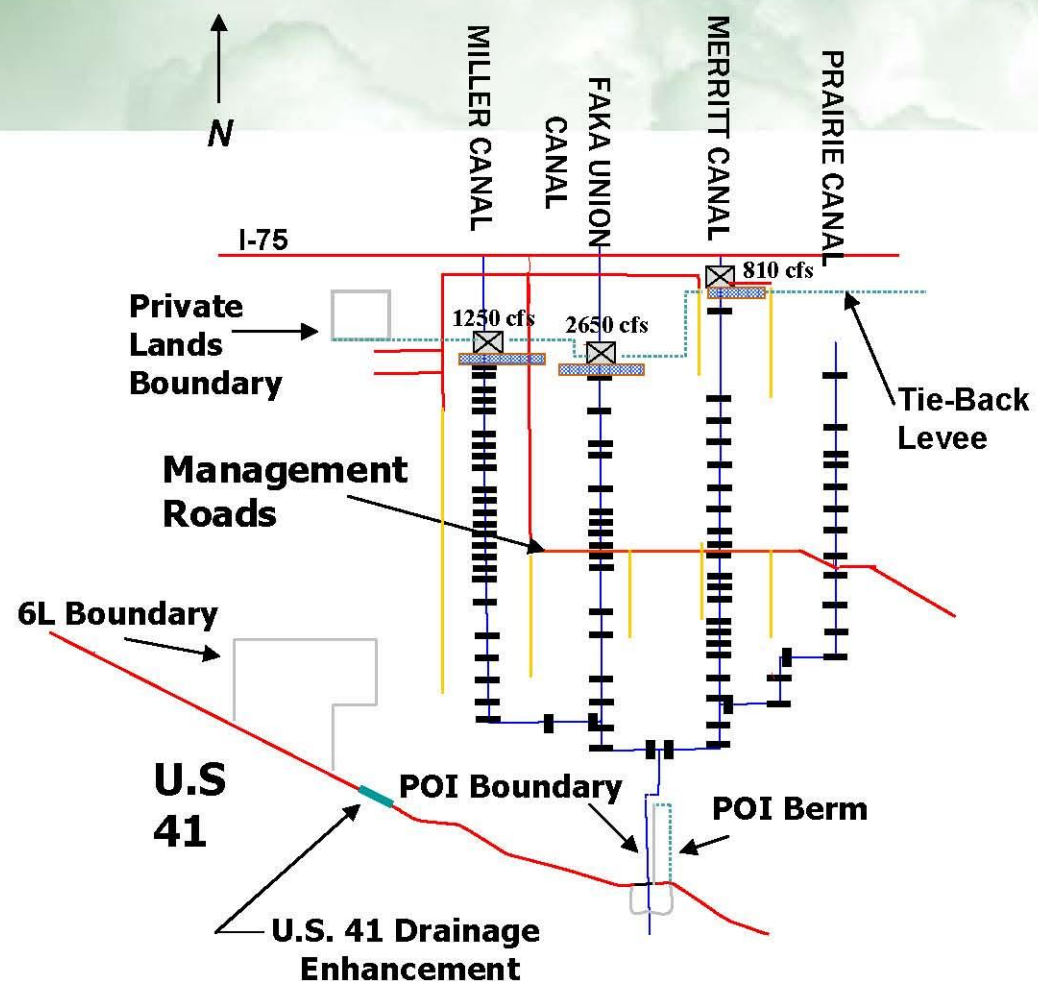 N
MILLER CANAL
FAKA UNION
CANAL
MERRITT CANAL
PRAIRIE CANAL
I-75
810 cfs
Private
Lands
Boundary
1250 cfs
2650 cfs
Tie-Back
Levee
Management
Roads
6L Boundary
U.S
41
POI Boundary
POI Berm
U.S. 41 Drainage
Enhancement